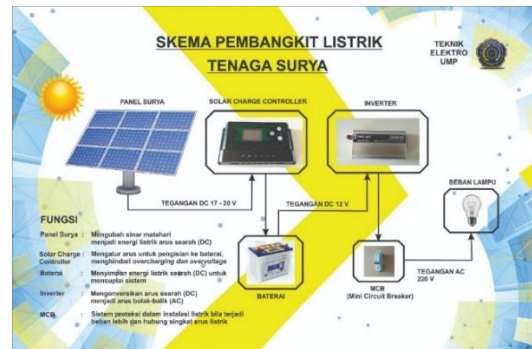 SKEMA PEMBANGKIT LISTRIK
TENAGA SURYA
TEKNIK
ELEKTRO
UMP
PANEL SURYA
SOLAR CHARGE CONTROLLER
INVERTER
TEGANGAN DC 17 - 20 V
TEGANGAN DC 12 V
BEBAN LAMPU
BATERAI
MCB
(Mini Circuit Breaker)
TEGANGAN AC
220 V
FUNGSI
Panel Surya : Mengubah sinar matahari
menjadi energi listrik arus searah (DC)
Solar Charge : Mengatur arus untuk pengisian ke baterai,
Controller menghindari overcharging dan overvoltage
Baterai : Menyimpan energi listrik searah (DC) untuk
mensuplai sistem
Inverter : Mengonversikan arus searah (DC)
menjadi arus bolak-balik (AC)
MCB : Sistem proteksi dalam instalasi listrik bila terjadi
beban lebih dan hubung singkat arus listrik